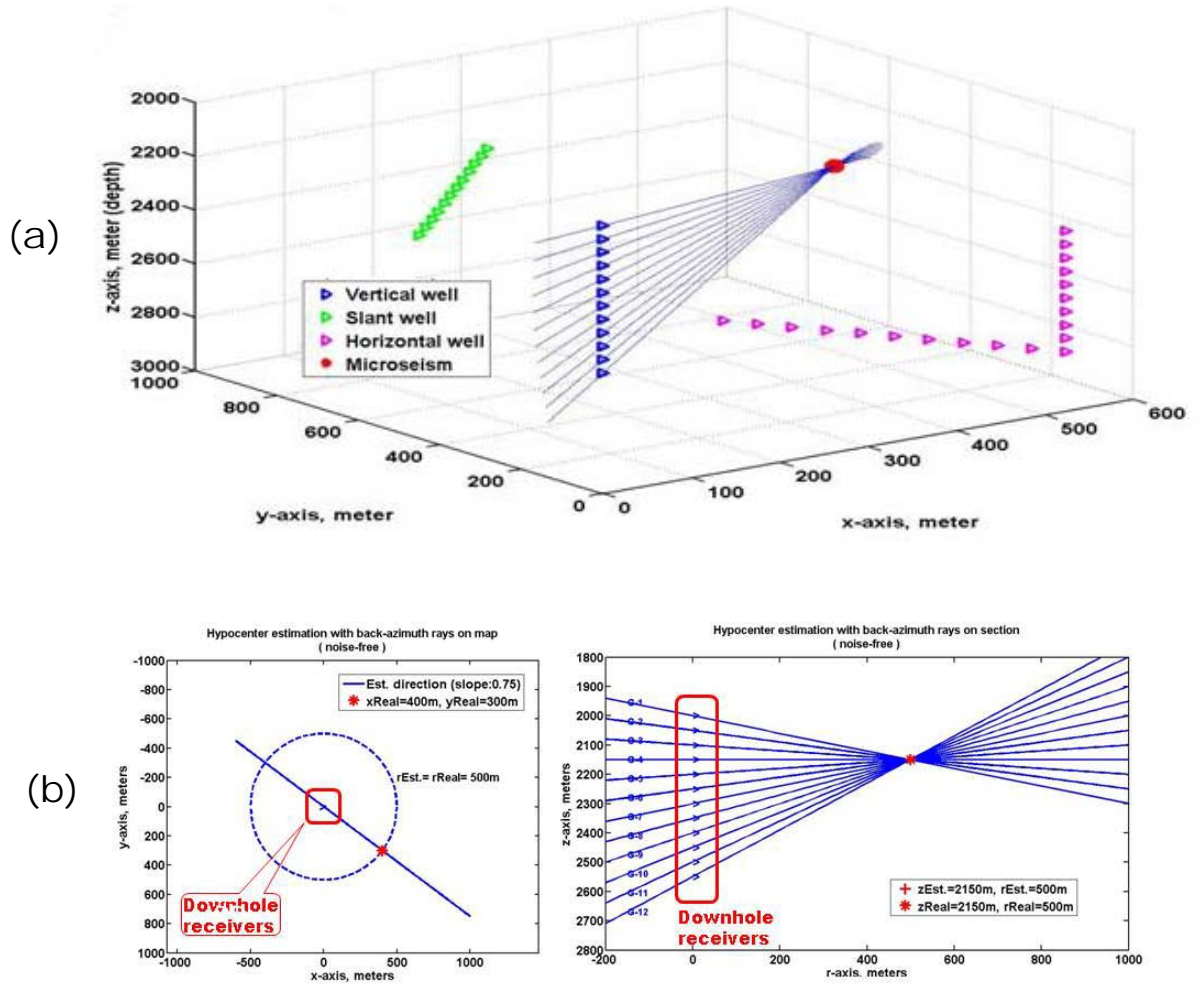 (a)
2000
2200
2400
2600
2800
3000
z-axis, meter (depth)
1000
800
600
400
200
0
y-axis, meter
0
100
200
300
400
500
600
x-axis, meter
Vertical well
Slant well
Horizontal well
Microseism
(b)
Hypocenter estimation with back-azimuth rays on map
( noise-free )
-1000
-800
-600
-400
-200
0
200
400
600
800
1000
y-axis, meters
-1000
-500
0
500
1000
x-axis, meters
Est. direction (slope:0.75)
xReal=400m, yReal=300m
rEst.= rReal= 500m
Downhole
receivers
Hypocenter estimation with back-azimuth rays on section
( noise-free )
1800
1900
2000
2100
2200
2300
2400
2500
2600
2700
2800
z-axis, meters
-200
0
200
400
600
800
1000
r-axis, meters
G-1
G-2
G-3
G-4
G-5
G-6
G-7
G-8
G-9
G-10
G-11
G-12
zEst.=2150m, rEst.=500m
zReal=2150m, rReal=500m
Downhole
receivers